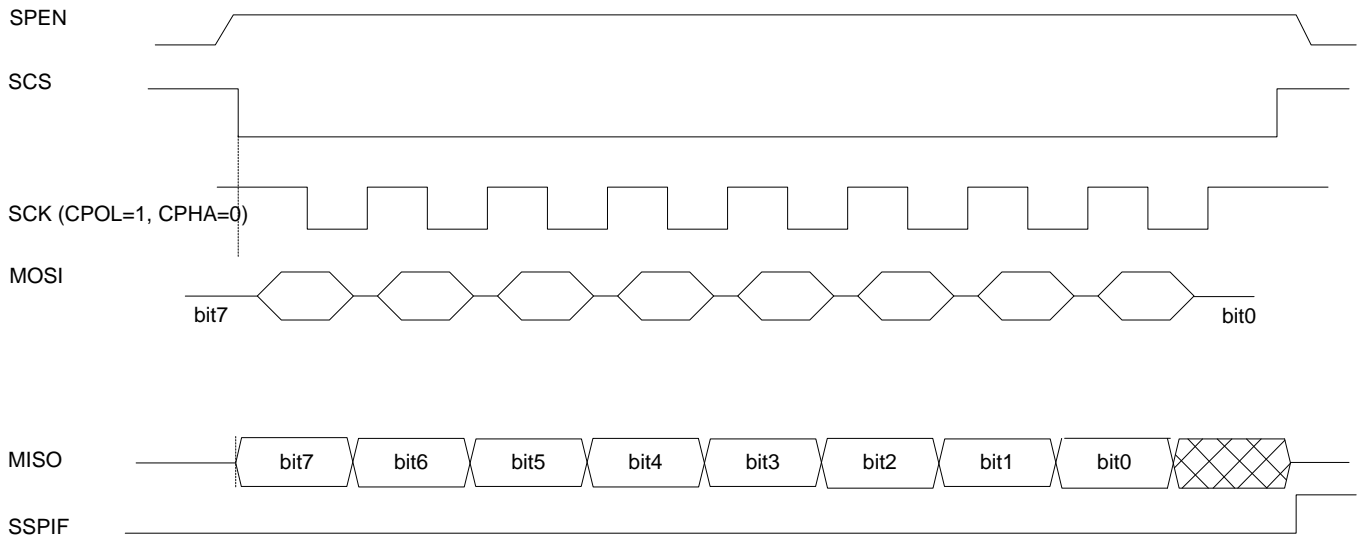 SPEN
SCS
SCK (CPOL=1, CPHA=0)
MOSI
bit7
bit0
MISO
bit7 bit6 bit5 bit4 bit3 bit2 bit1 bit0
SSPIF